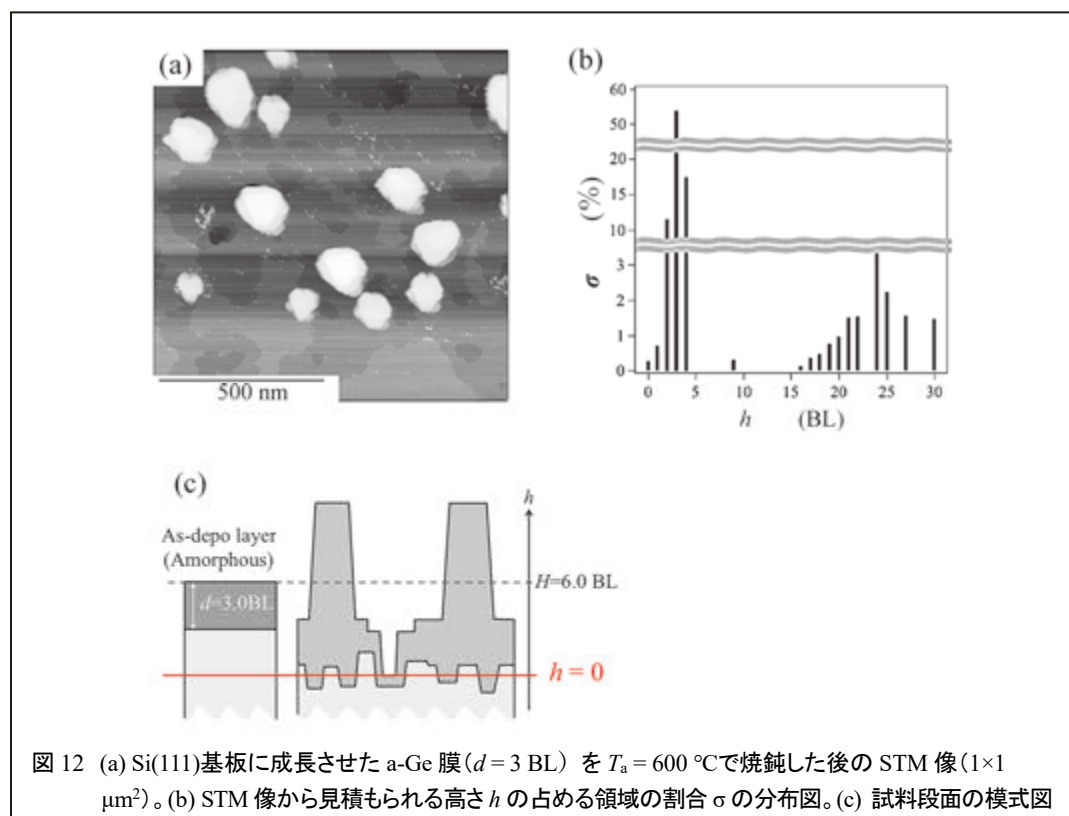 (a)
500 nm
(b)
60
50
20
15
10
3
2
1
0
σ (%)
0 5 10 15 20 25 30
h (BL)
(c)
As-depo layer
(Amorphous)
d=3.0BL
h
H=6.0 BL
h = 0
図 12 (a) Si(111)基板に成長させた a-Ge 膜(d = 3 BL) を Ta = 600 °Cで焼鈍した後の STM 像(1×1
μm²)。(b) STM 像から見積もられる高さ h の占める領域の割合 σ の分布図。(c) 試料段面の模式図